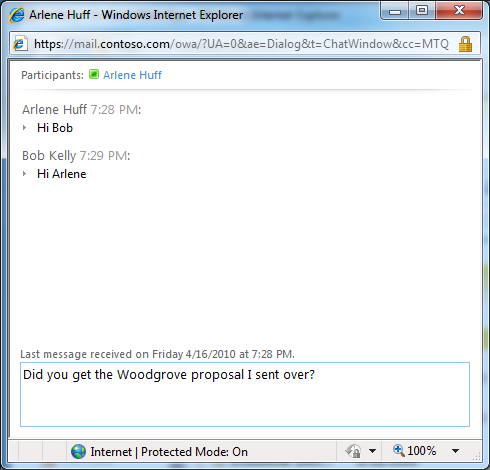 Arlene Huff - Windows Internet Explorer
https://mail.contoso.com/owa/?UA=0&ae=Dialog&t=ChatWindow&cc=MTQ
Participants: Arlene Huff
Arlene Huff 7:28 PM:
Hi Bob
Bob Kelly 7:29 PM:
Hi Arlene
Last message received on Friday 4/16/2010 at 7:28 PM.
Did you get the Woodgrove proposal I sent over?
Internet | Protected Mode: On
100%